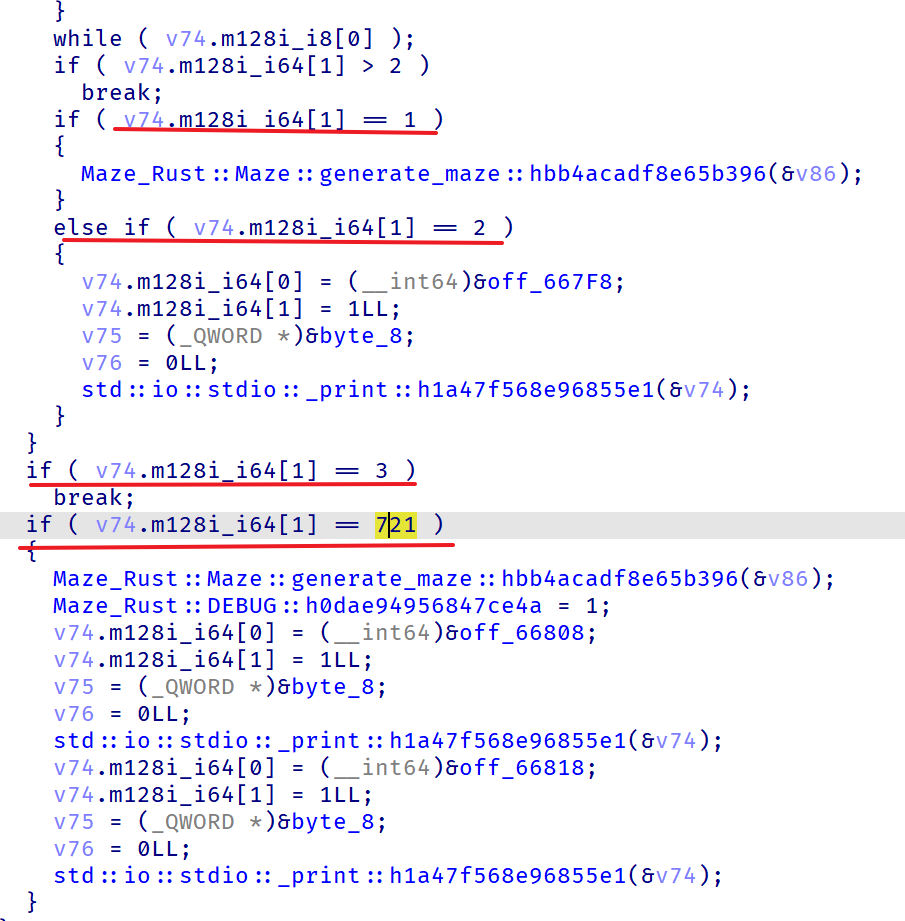 }
while ( v74.m128i_i8[0] );
if ( v74.m128i_i64[1] > 2 )
break;
if ( v74.m128i_i64[1] == 1 )
{
Maze_Rust::Maze::generate_maze::hbb4acadf8e65b396(&v86);
}
else if ( v74.m128i_i64[1] == 2 )
{
v74.m128i_i64[0] = (__int64)&off_667F8;
v74.m128i_i64[1] = 1LL;
v75 = (_QWORD *)&byte_8;
v76 = 0LL;
std::io::stdio::_print::h1a47f568e96855e1(&v74);
}
}
if ( v74.m128i_i64[1] == 3 )
break;
if ( v74.m128i_i64[1] == 721 )
{
Maze_Rust::Maze::generate_maze::hbb4acadf8e65b396(&v86);
Maze_Rust::DEBUG::h0dae94956847ce4a = 1;
v74.m128i_i64[0] = (__int64)&off_66808;
v74.m128i_i64[1] = 1LL;
v75 = (_QWORD *)&byte_8;
v76 = 0LL;
std::io::stdio::_print::h1a47f568e96855e1(&v74);
v74.m128i_i64[0] = (__int64)&off_66818;
v74.m128i_i64[1] = 1LL;
v75 = (_QWORD *)&byte_8;
v76 = 0LL;
std::io::stdio::_print::h1a47f568e96855e1(&v74);
}